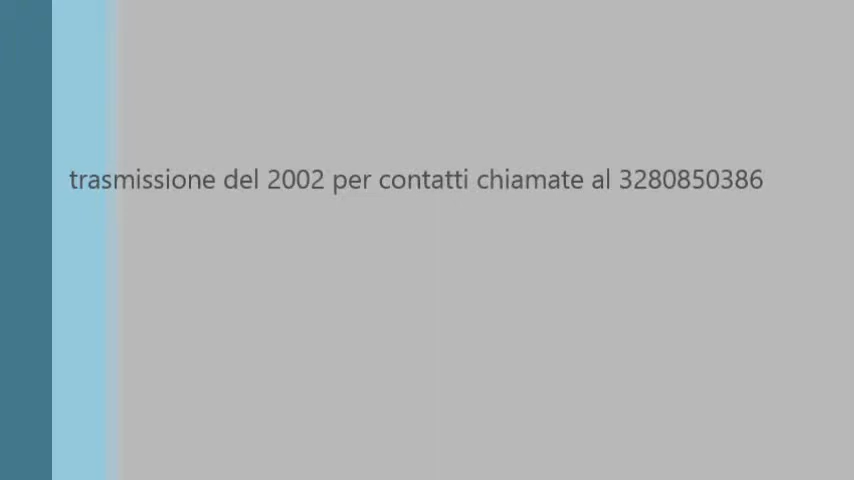 trasmissione del 2002 per contatti chiamate al 3280850386